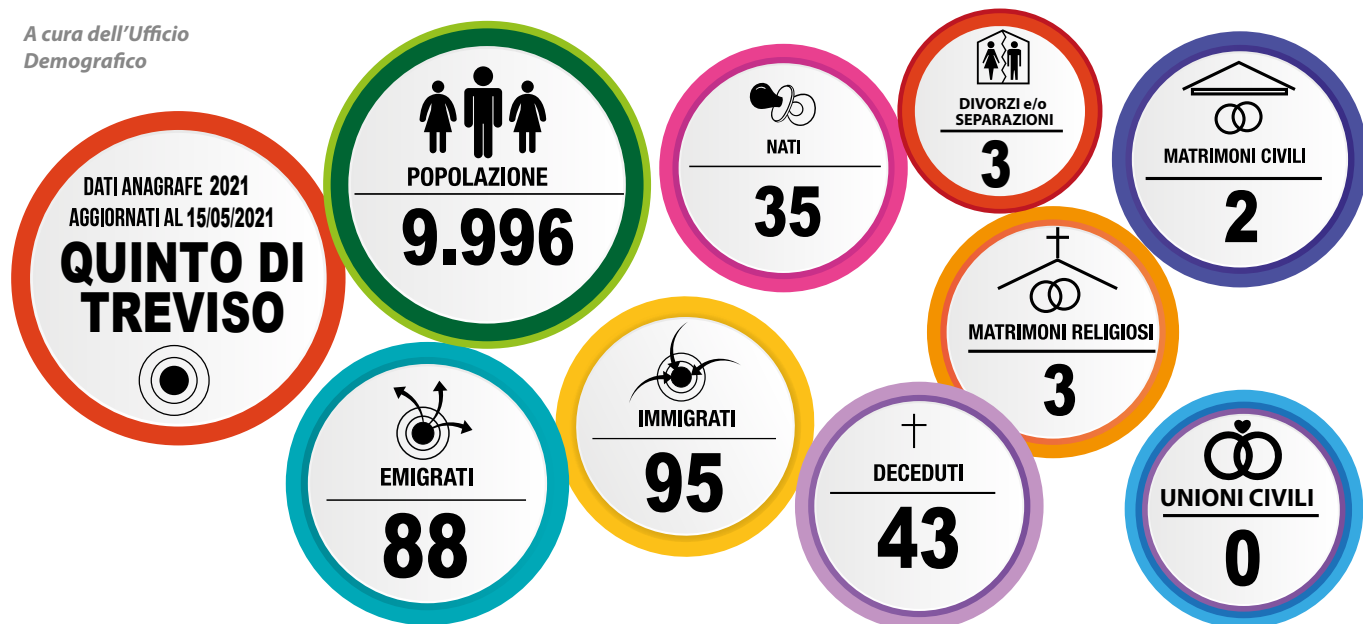 A cura dell'Ufficio
Demografico
DATI ANAGRAFE 2021
AGGIORNATI AL 15/05/2021
QUINTO DI
TREVISO
POPOLAZIONE
9.996
NATI
35
DIVORZI e/o
SEPARAZIONI
3
MATRIMONI CIVILI
2
MATRIMONI RELIGIOSI
3
EMIGRATI
88
IMMIGRATI
95
DECEDUTI
43
UNIONI CIVILI
0